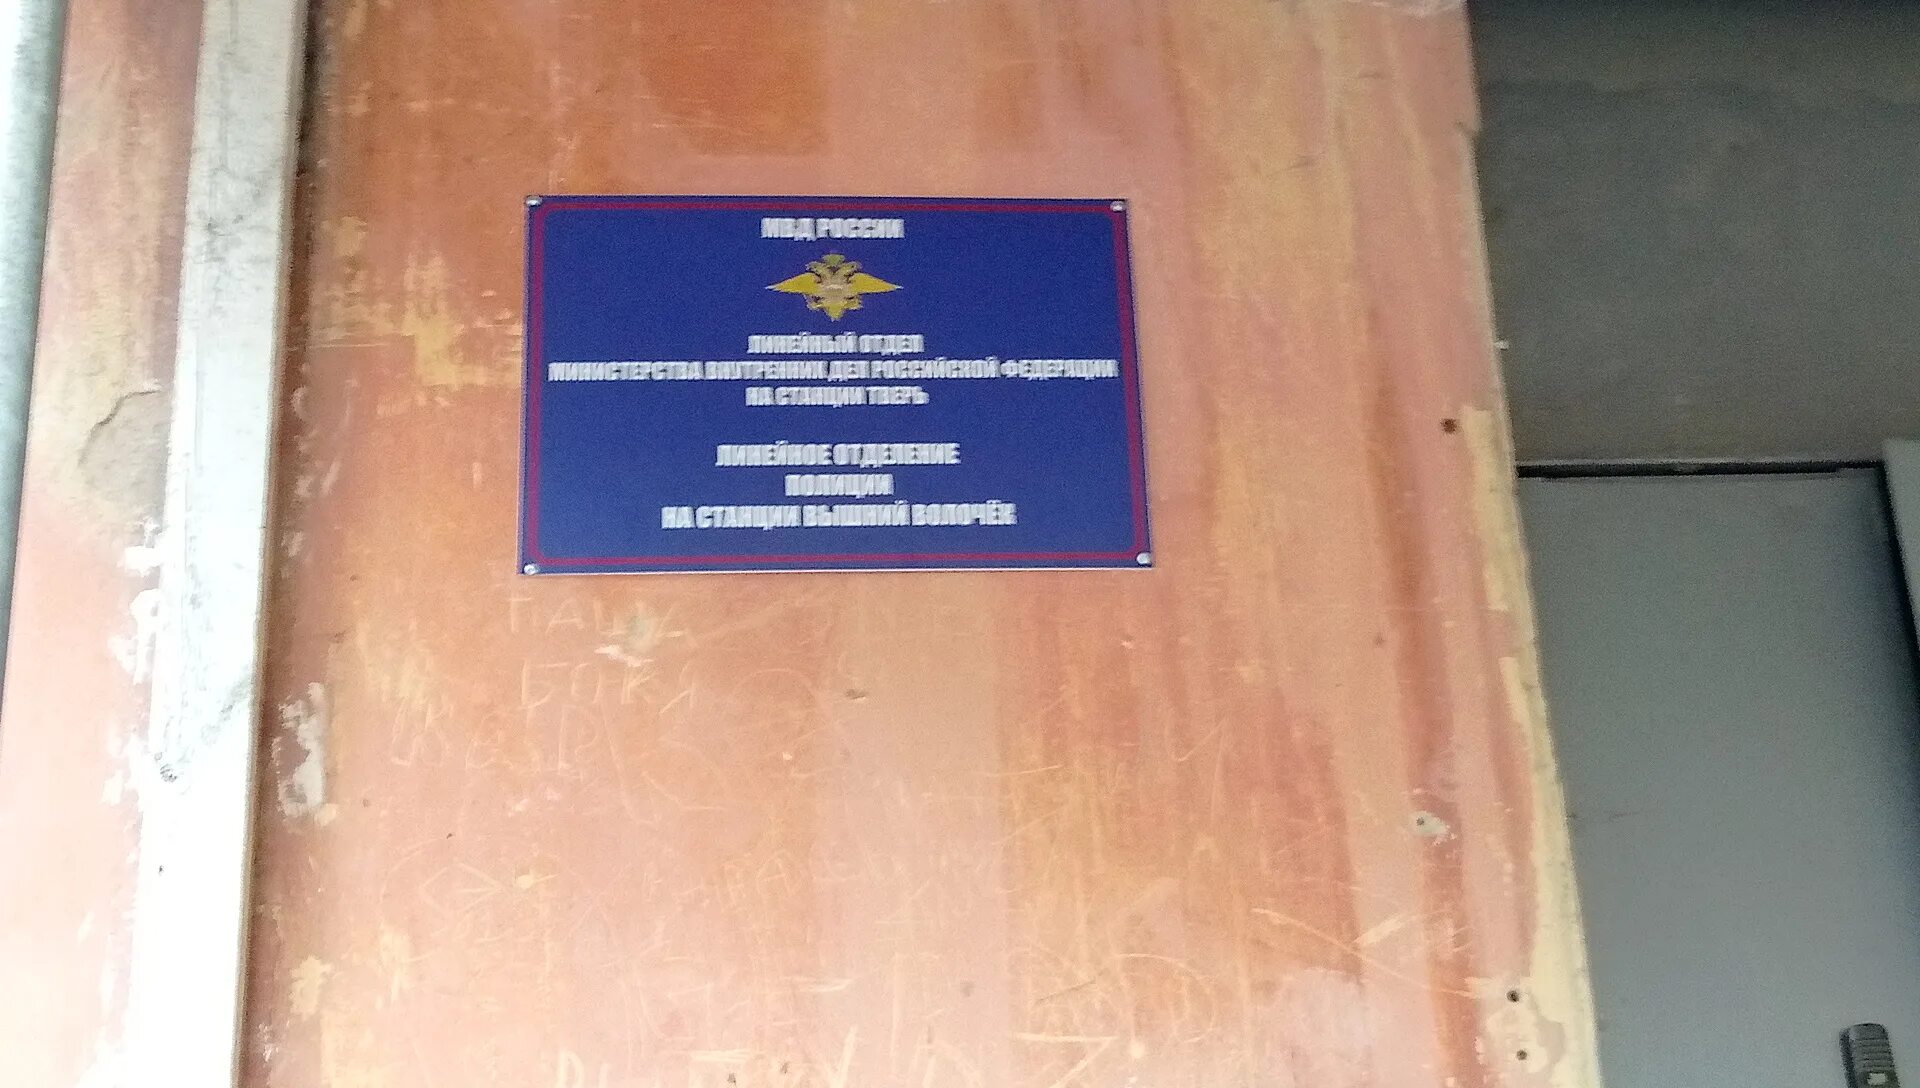 МВД РОССИИ
ЛИНЕЙНЫЙ ОТДЕЛ
МИНИСТЕРСТВА ВНУТРЕННИХ ДЕЛ РОССИЙСКОЙ ФЕДЕРАЦИИ
НА СТАНЦИИ ТВЕРЬ
ЛИНЕЙНОЕ ОТДЕЛЕНИЕ
ПОЛИЦИИ
НА СТАНЦИИ ВЫШНИЙ ВОЛОЧЁК